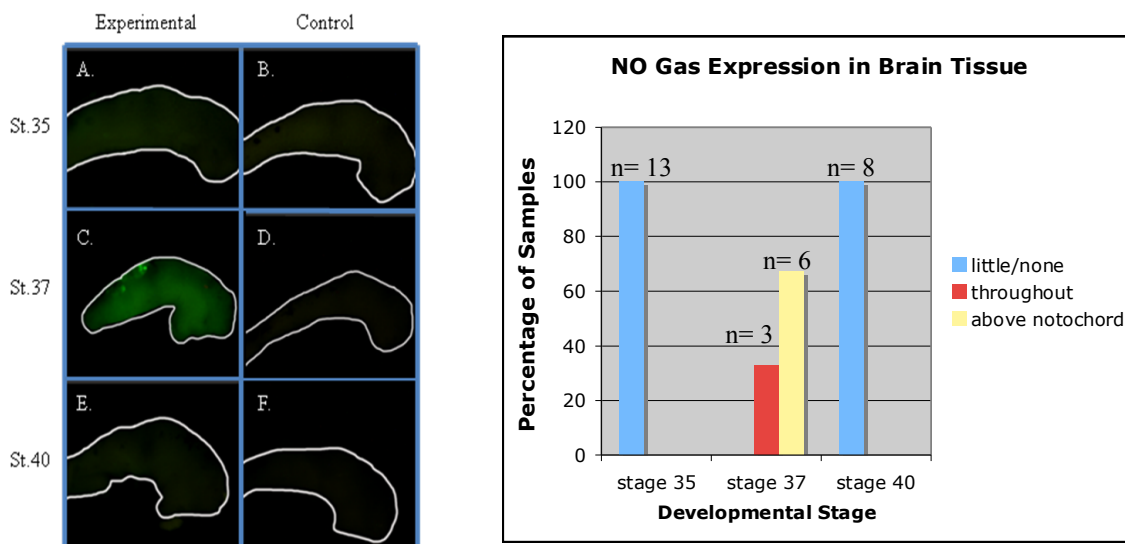 Experimental Control
St.35
A. B.
St.37
C. D.
St.40
E. F.
NO Gas Expression in Brain Tissue
Percentage of Samples
120
100
80
60
40
20
0
n= 13
n= 3
n= 6
n= 8
stage 35 stage 37 stage 40
Developmental Stage
little/none
throughout
above notochord